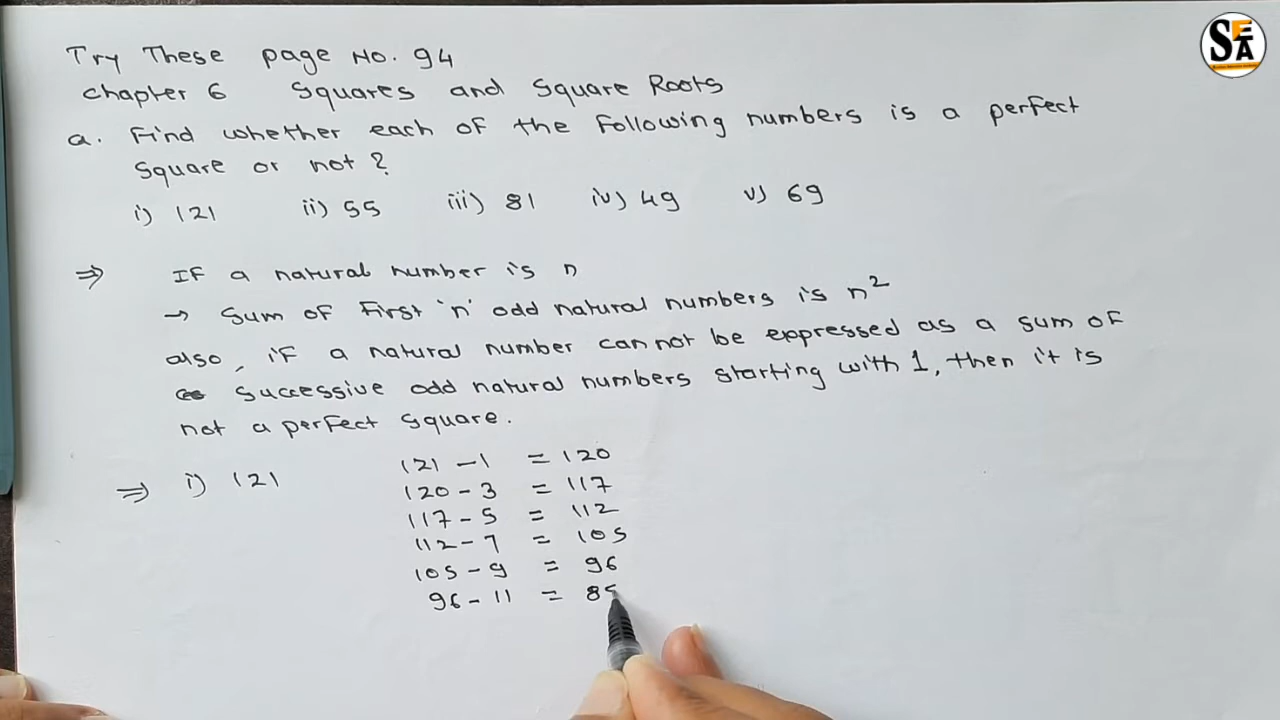 SETA
Try These page No. 94
Chapter 6 Squares and Square Roots
a. Find whether each of the following numbers is a perfect
square or not?
i) 121 ii) 55 iii) 81 iv) 49 v) 69
⇒ If a natural number is n
→ Sum of first 'n' odd natural numbers is n²
also, if a natural number cannot be expressed as a sum of
successive odd natural numbers starting with 1, then it is
not a perfect square.
⇒ i) 121 121 - 1 = 120
120 - 3 = 117
117 - 5 = 112
112 - 7 = 105
105 - 9 = 96
96 - 11 = 85